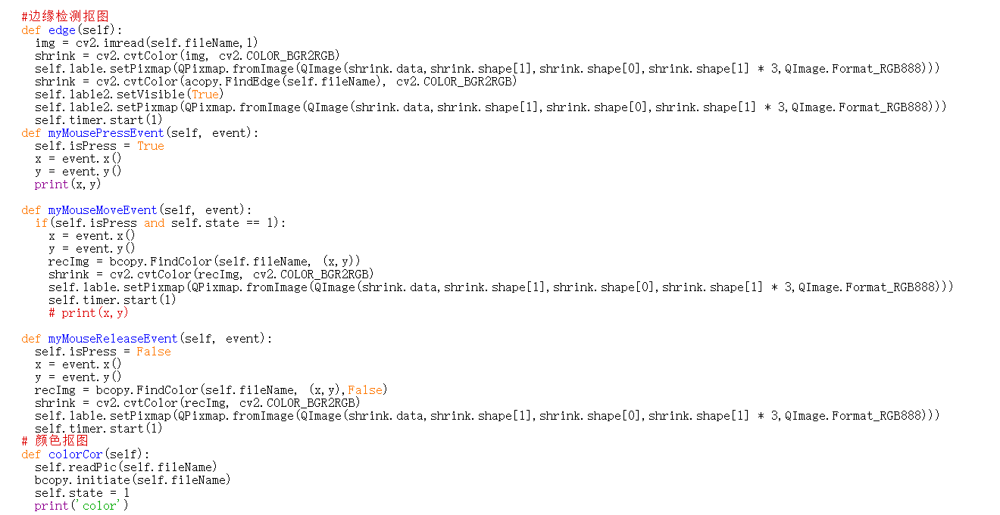 #边缘检测抠图
def edge(self):
  img = cv2.imread(self.fileName,1)
  shrink = cv2.cvtColor(img, cv2.COLOR_BGR2RGB)
  self.lable.setPixmap(QPixmap.fromImage(QImage(shrink.data,shrink.shape[1],shrink.shape[0],shrink.shape[1] * 3,QImage.Format_RGB888)))
  shrink = cv2.cvtColor(acopy.FindEdge(self.fileName), cv2.COLOR_BGR2RGB)
  self.lable2.setVisible(True)
  self.lable2.setPixmap(QPixmap.fromImage(QImage(shrink.data,shrink.shape[1],shrink.shape[0],shrink.shape[1] * 3,QImage.Format_RGB888)))
  self.timer.start(1)
def myMousePressEvent(self, event):
  self.isPress = True
  x = event.x()
  y = event.y()
  print(x,y)

def myMouseMoveEvent(self, event):
  if(self.isPress and self.state == 1):
    x = event.x()
    y = event.y()
    recImg = bcopy.FindColor(self.fileName, (x,y))
    shrink = cv2.cvtColor(recImg, cv2.COLOR_BGR2RGB)
    self.lable.setPixmap(QPixmap.fromImage(QImage(shrink.data,shrink.shape[1],shrink.shape[0],shrink.shape[1] * 3,QImage.Format_RGB888)))
    self.timer.start(1)
    # print(x,y)

def myMouseReleaseEvent(self, event):
  self.isPress = False
  x = event.x()
  y = event.y()
  recImg = bcopy.FindColor(self.fileName, (x,y),False)
  shrink = cv2.cvtColor(recImg, cv2.COLOR_BGR2RGB)
  self.lable.setPixmap(QPixmap.fromImage(QImage(shrink.data,shrink.shape[1],shrink.shape[0],shrink.shape[1] * 3,QImage.Format_RGB888)))
  self.timer.start(1)
# 颜色抠图
def colorCor(self):
  self.readPic(self.fileName)
  bcopy.initiate(self.fileName)
  self.state = 1
  print('color')